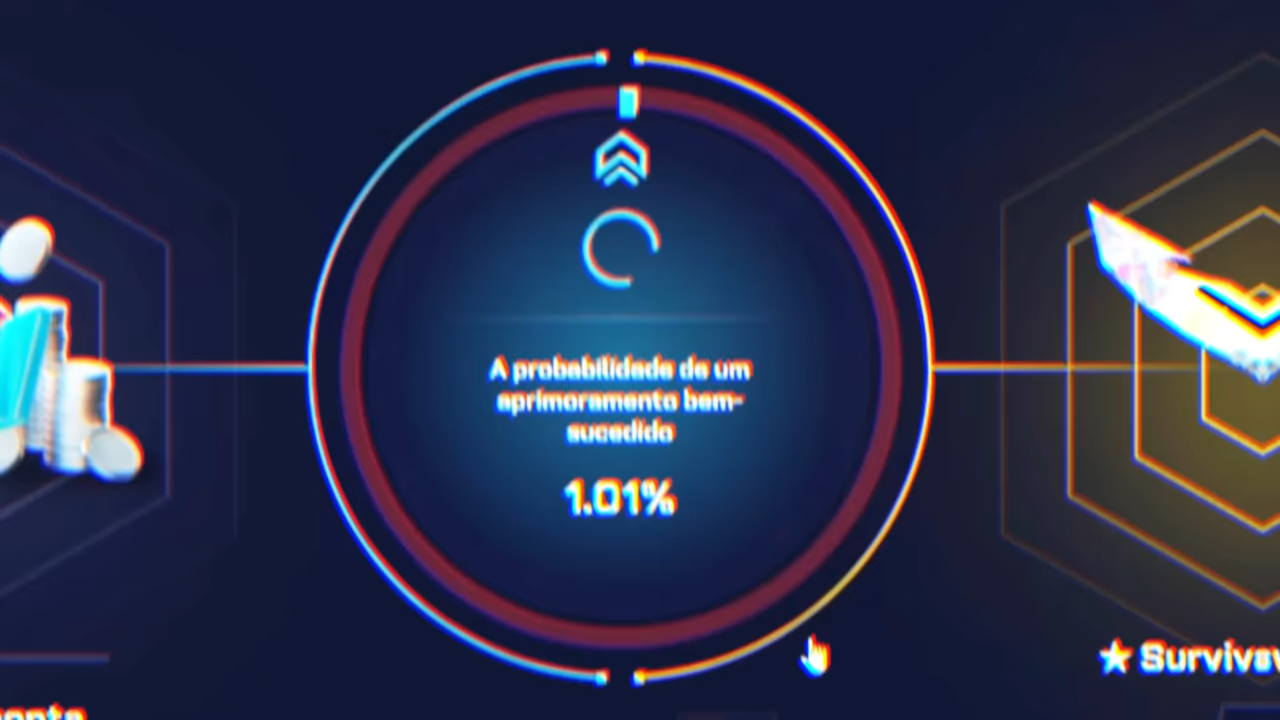 A probabilidade de um
aprimoramento bem-
sucedido
1.01%
★ Surviva